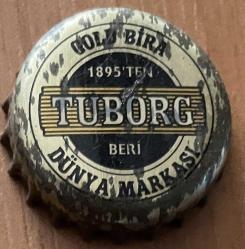 GOLD BİRA
1895'TEN
TUBORG
BERİ
DÜNYA MARKASI